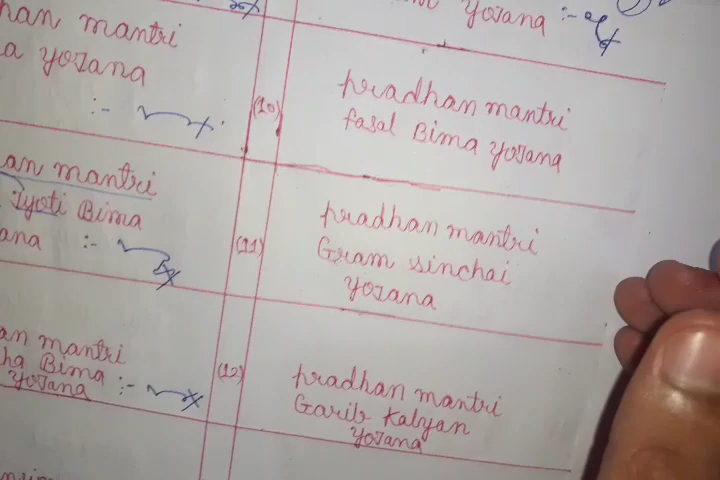 han mantri
a yojana
:-
an mantri
Jyoti Bima
ana :-
an mantri
ha Bima
yojana :-
yojana :-
(10) pradhan mantri
fasal Bima yojana
(11) pradhan mantri
Gram sinchai
yojana
(12) pradhan mantri
Garib Kalyan
yojana